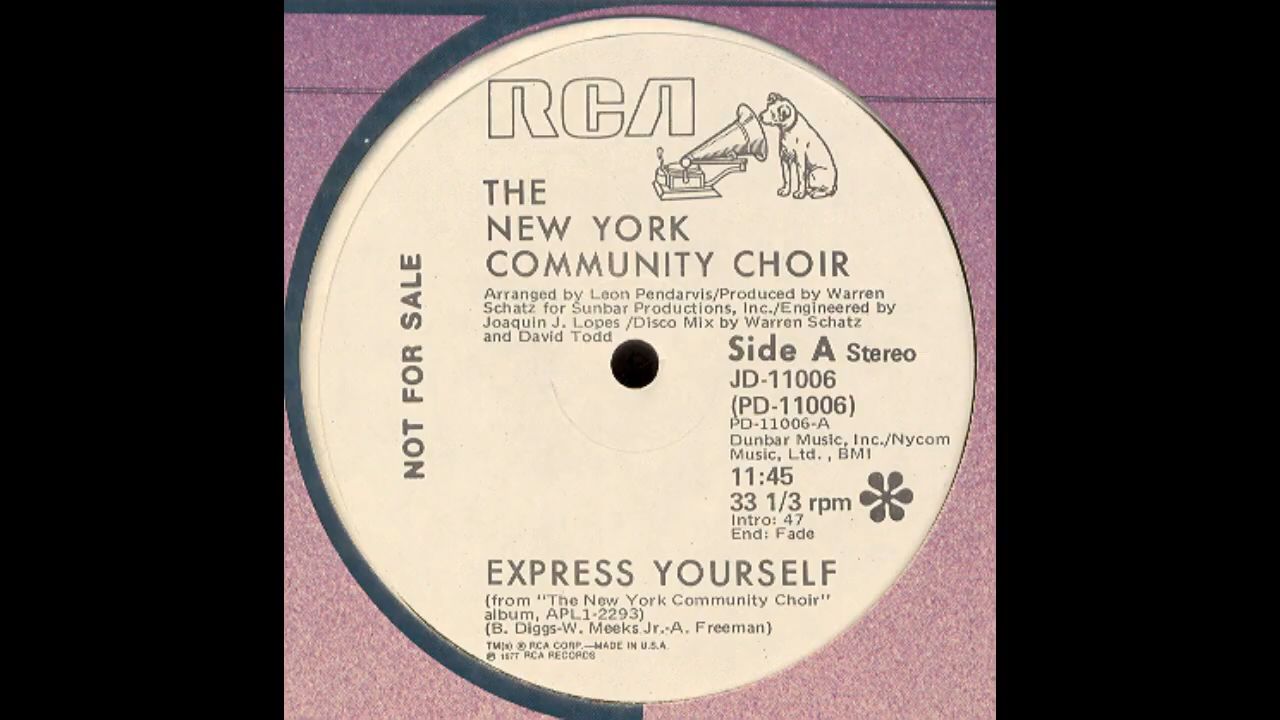 RCA
THE
NEW YORK
COMMUNITY CHOIR
Arranged by Leon Pendarvis/Produced by Warren
Schatz for Sunbar Productions, Inc./Engineered by
Joaquin J. Lopes /Disco Mix by Warren Schatz
and David Todd
NOT FOR SALE
Side A Stereo
JD-11006
(PD-11006)
PD-11006-A
Dunbar Music, Inc./Nycom
Music, Ltd. , BMI
11:45
33 1/3 rpm
Intro: 47
End: Fade
EXPRESS YOURSELF
(from "The New York Community Choir"
album, APL1-2293)
(B. Diggs-W. Meeks Jr.-A. Freeman)
TM(s) ® RCA CORP.—MADE IN U.S.A.
℗ 1977 RCA RECORDS